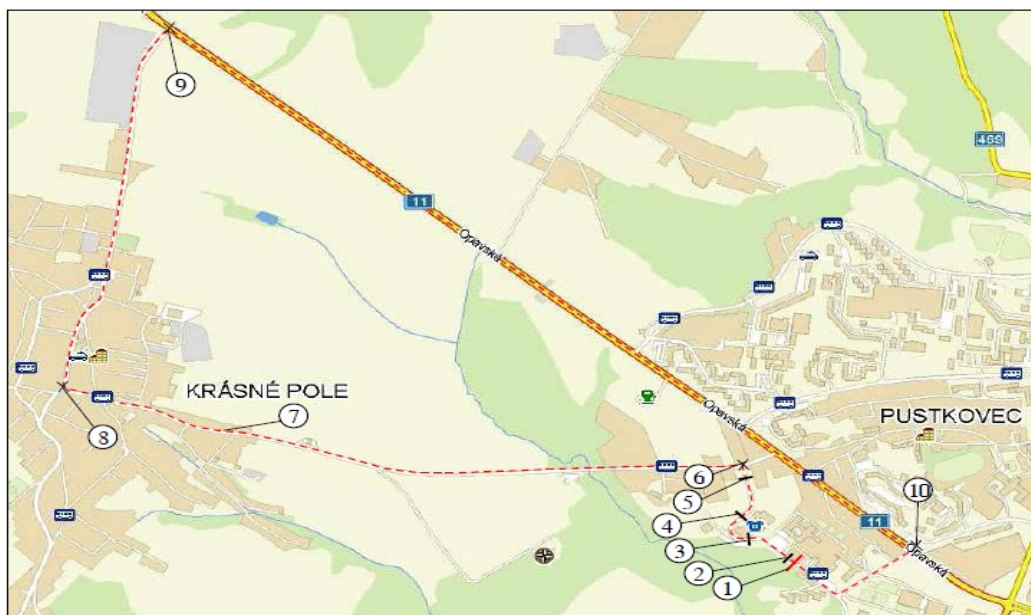 9
469
11
Opavská
KRÁSNÉ POLE
7
8
Opavská
PUSTKOVEC
6
5
10
4
11
3
2
Opavská
1